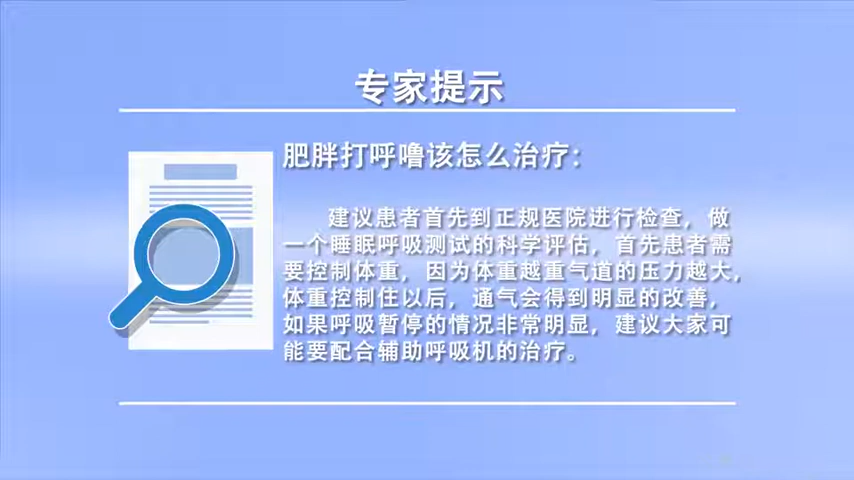 专家提示
肥胖打呼噜该怎么治疗：
建议患者首先到正规医院进行检查，做
一个睡眠呼吸测试的科学评估，首先患者需
要控制体重，因为体重越重气道的压力越大，
体重控制住以后，通气会得到明显的改善，
如果呼吸暂停的情况非常明显，建议大家可
能要配合辅助呼吸机的治疗。